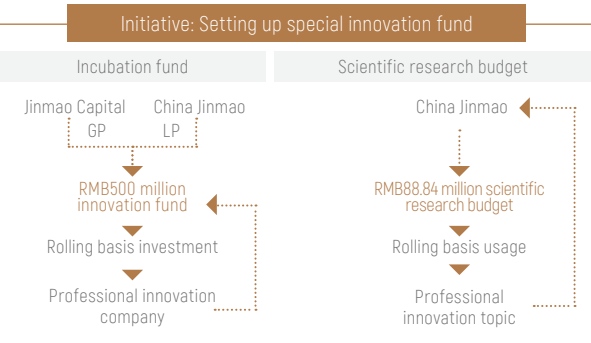 Initiative: Setting up special innovation fund
Incubation fund
Scientific research budget
Jinmao Capital
GP
China Jinmao
LP
RMB500 million
innovation fund
Rolling basis investment
Professional innovation
company
China Jinmao
RMB88.84 million scientific
research budget
Rolling basis usage
Professional
innovation topic